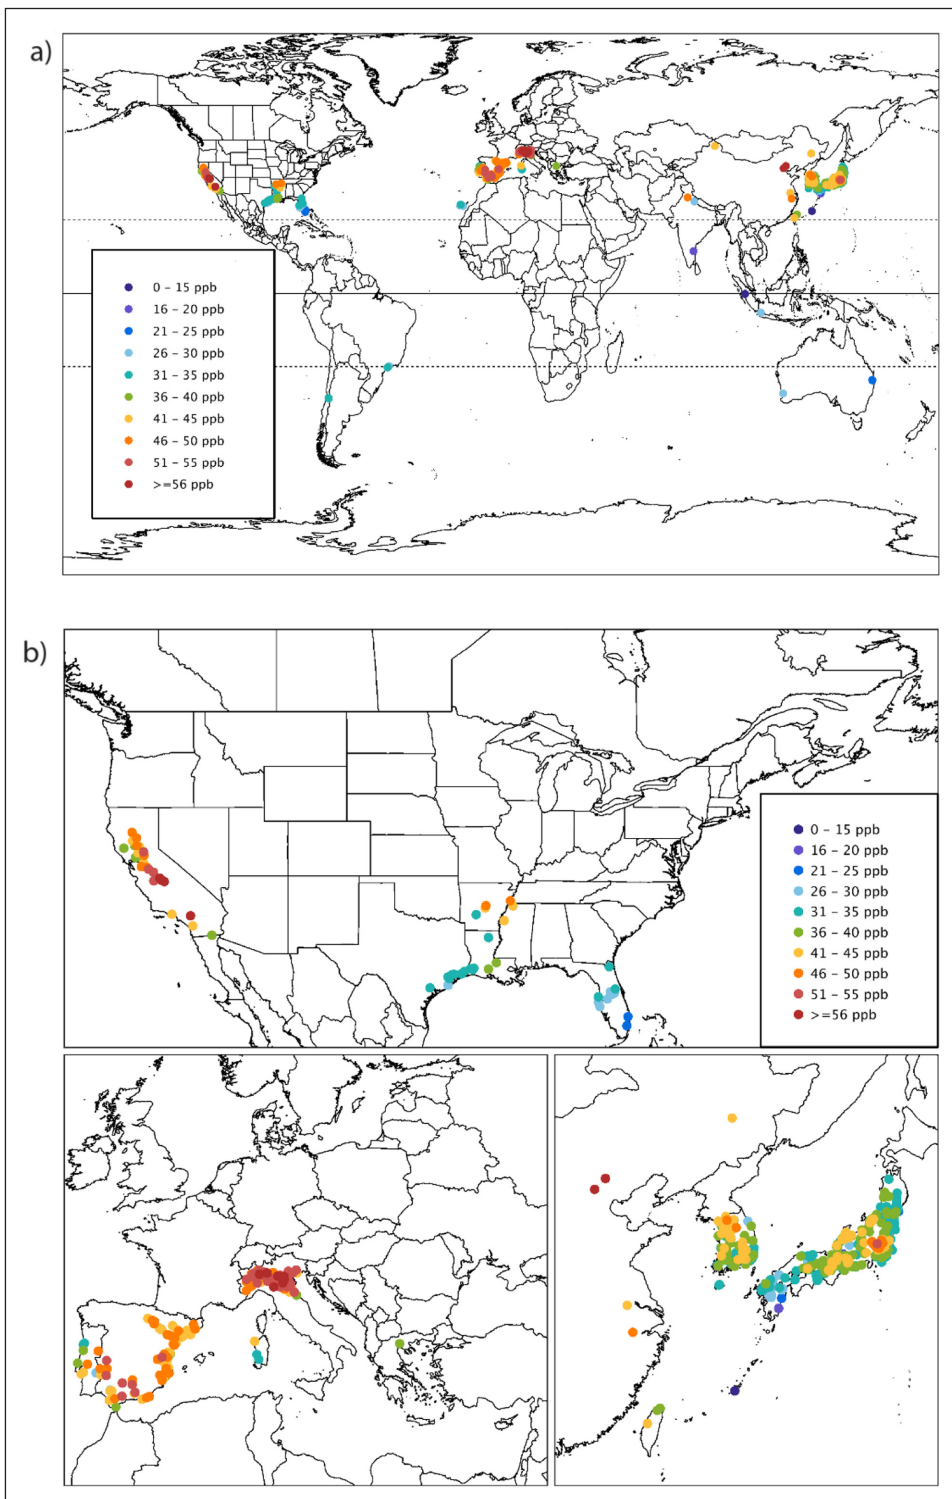 a)
0 – 15 ppb
16 – 20 ppb
21 – 25 ppb
26 – 30 ppb
31 – 35 ppb
36 – 40 ppb
41 – 45 ppb
46 – 50 ppb
51 – 55 ppb
>=56 ppb
b)
0 – 15 ppb
16 – 20 ppb
21 – 25 ppb
26 – 30 ppb
31 – 35 ppb
36 – 40 ppb
41 – 45 ppb
46 – 50 ppb
51 – 55 ppb
>=56 ppb